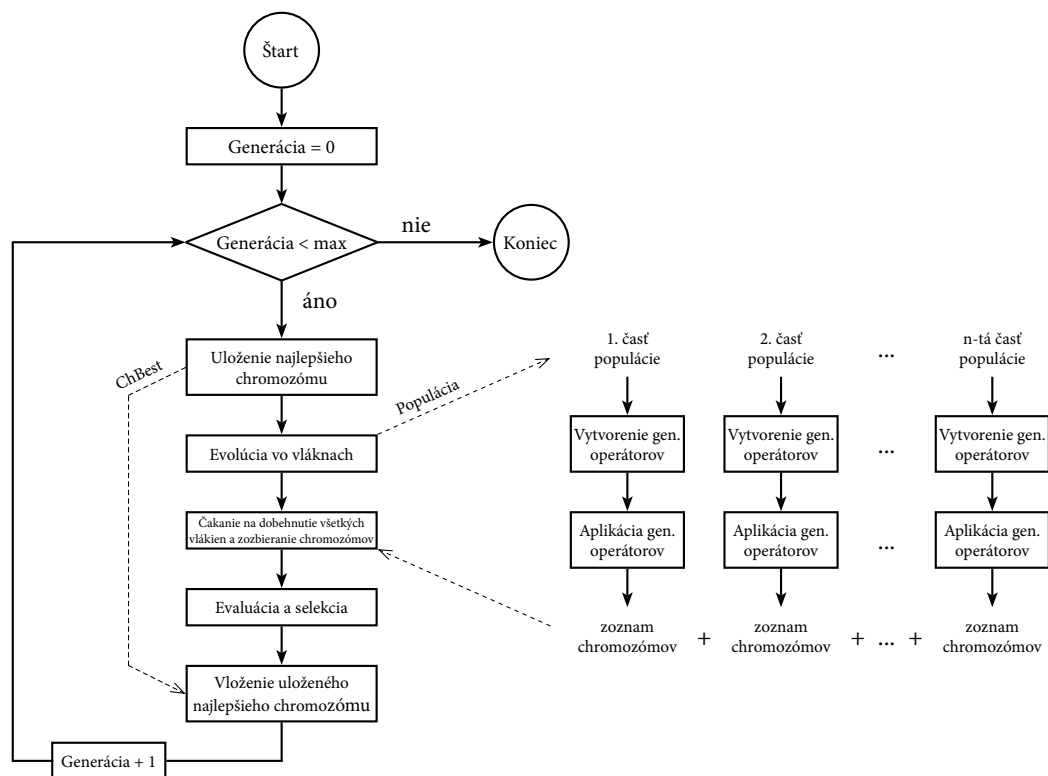 Štart
Generácia = 0
Generácia < max
nie
Koniec
áno
Uloženie najlepšieho
chromozómu
ChBest
Populácia
Evolúcia vo vláknach
Čakanie na dobehnutie všetkých
vlákien a zozbieranie chromozómov
Evaluácia a selekcia
Vloženie uloženého
najlepšieho chromozómu
Generácia + 1
1. časť
populácie
2. časť
populácie
...
n-tá časť
populácie
Vytvorenie gen.
operátorov
Vytvorenie gen.
operátorov
...
Vytvorenie gen.
operátorov
Aplikácia gen.
operátorov
Aplikácia gen.
operátorov
...
Aplikácia gen.
operátorov
zoznam
chromozómov
+
zoznam
chromozómov
+ ... +
zoznam
chromozómov